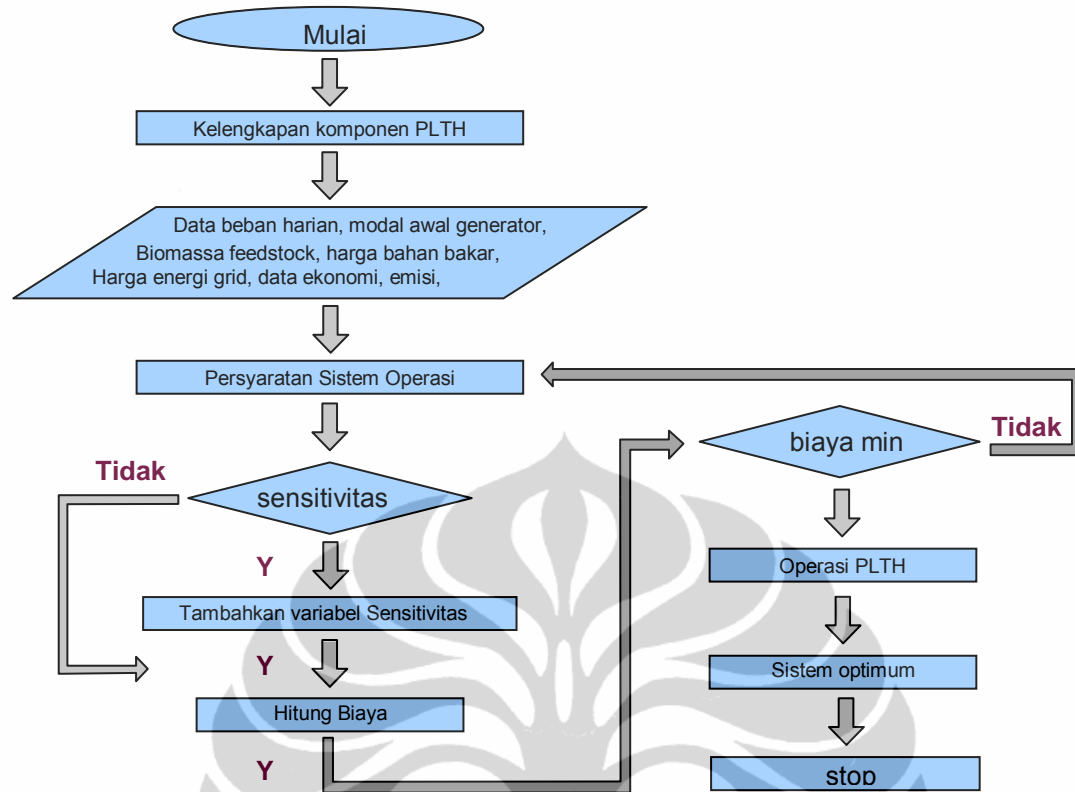 Mulai
Kelengkapan komponen PLTH
Data beban harian, modal awal generator,
Biomassa feedstock, harga bahan bakar,
Harga energi grid, data ekonomi, emisi,
Persyaratan Sistem Operasi
sensitivitas
Tidak
Y
Tambahkan variabel Sensitivitas
Y
Hitung Biaya
Y
biaya min
Tidak
Operasi PLTH
Sistem optimum
stop